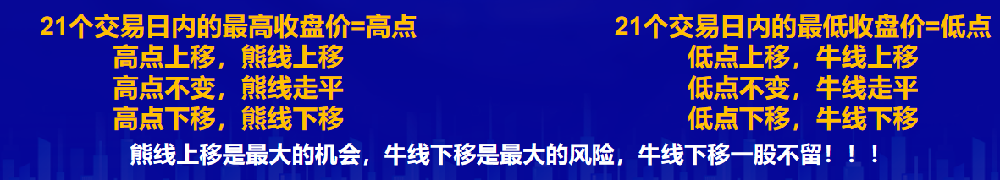 21个交易日内的最高收盘价=高点
高点上移，熊线上移
高点不变，熊线走平
高点下移，熊线下移
21个交易日内的最低收盘价=低点
低点上移，牛线上移
低点不变，牛线走平
低点下移，牛线下移
熊线上移是最大的机会，牛线下移是最大的风险，牛线下移一股不留！！！